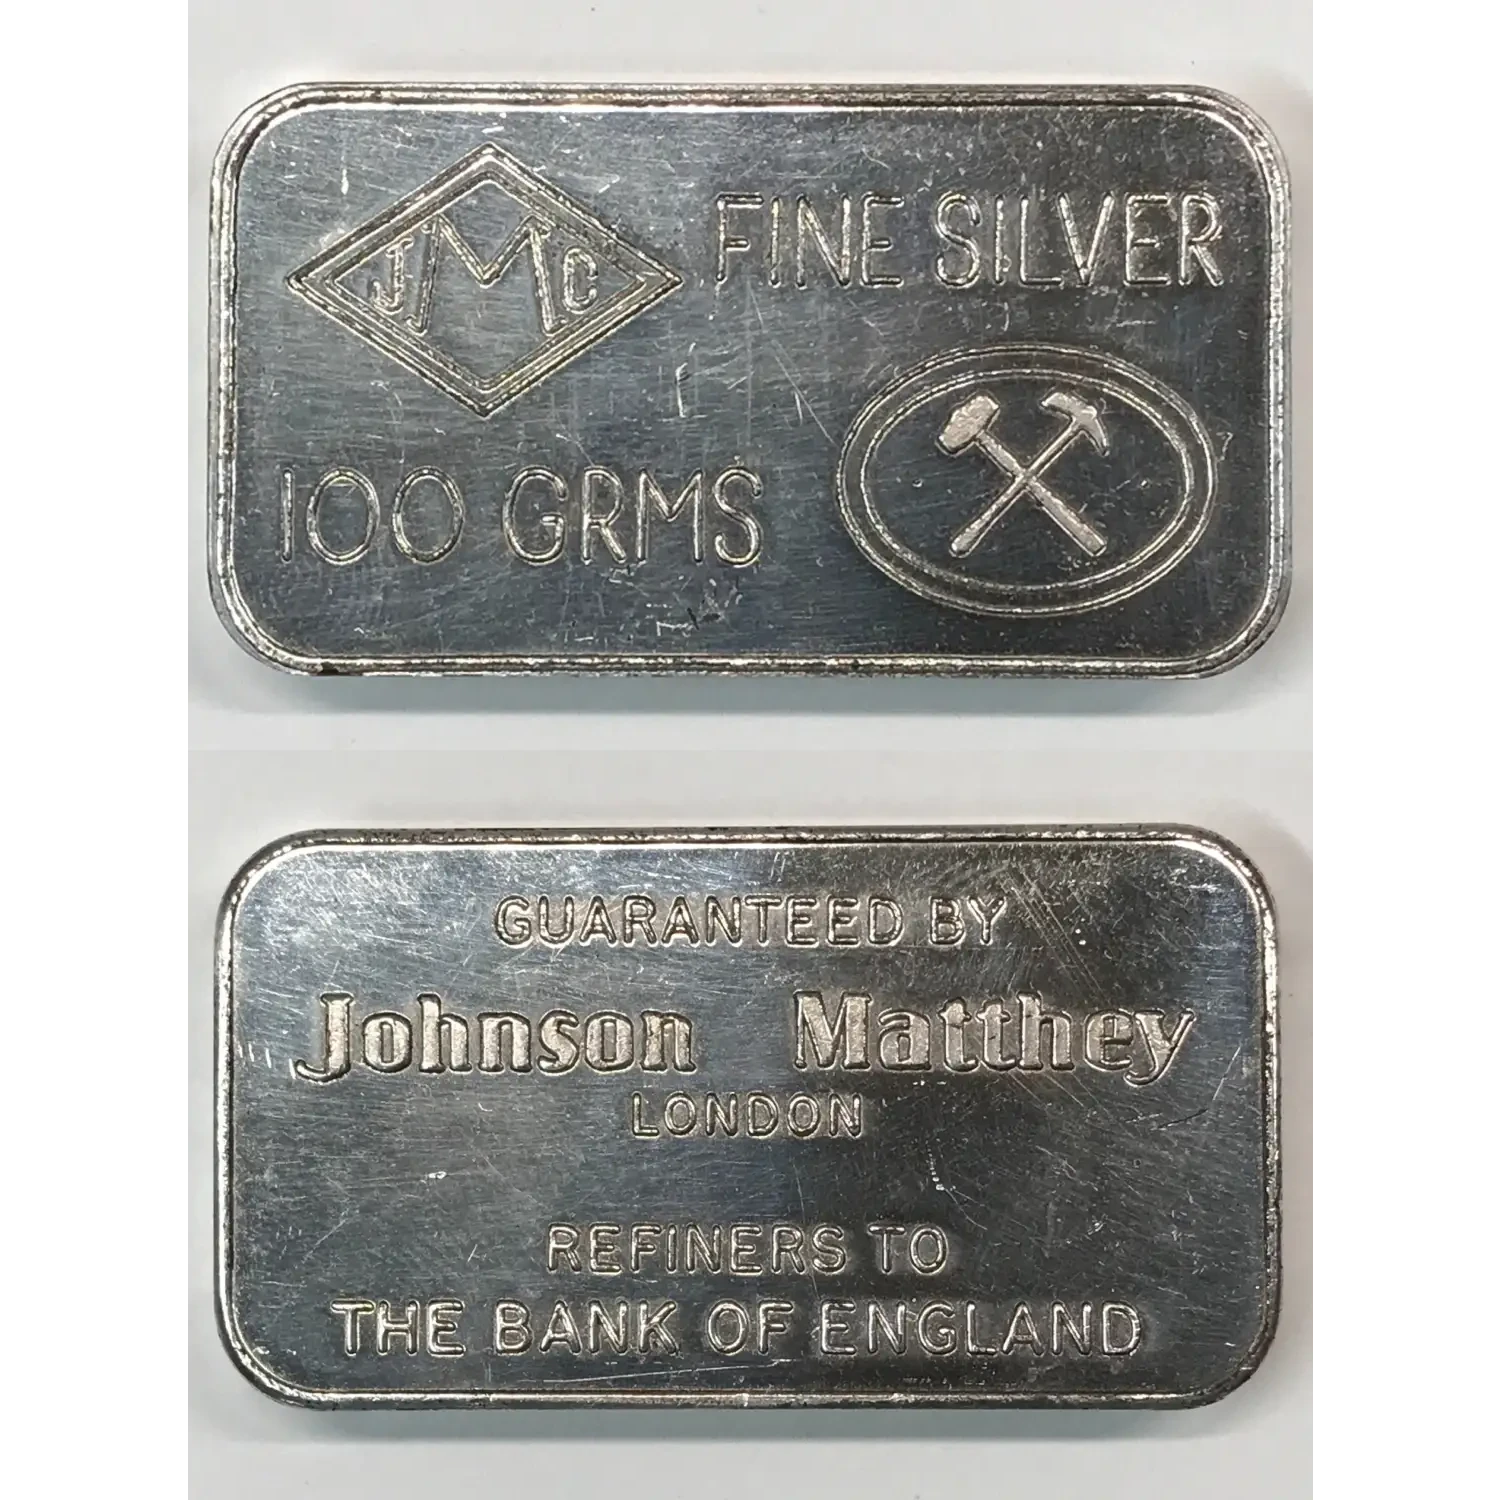 JMC
FINE SILVER
100 GRMS
GUARANTEED BY
Johnson Matthey
LONDON
REFINERS TO
THE BANK OF ENGLAND